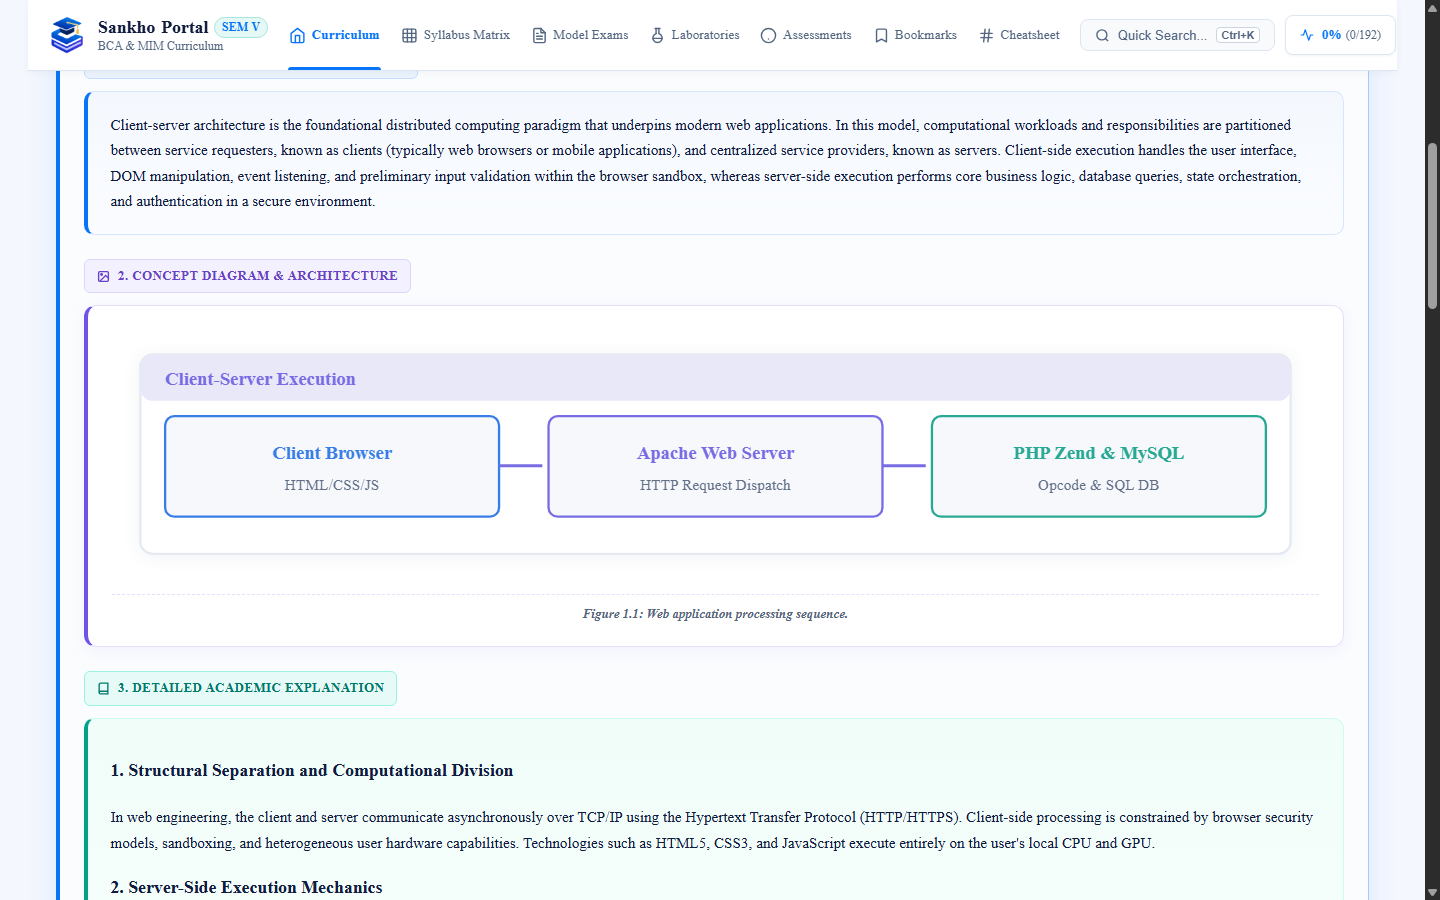 Sankho Portal SEM V
BCA & MIM Curriculum
Curriculum
Syllabus Matrix
Model Exams
Laboratories
Assessments
Bookmarks
Cheatsheet
Quick Search... Ctrl+K
0% (0/192)
Client-server architecture is the foundational distributed computing paradigm that underpins modern web applications. In this model, computational workloads and responsibilities are partitioned
between service requesters, known as clients (typically web browsers or mobile applications), and centralized service providers, known as servers. Client-side execution handles the user interface,
DOM manipulation, event listening, and preliminary input validation within the browser sandbox, whereas server-side execution performs core business logic, database queries, state orchestration,
and authentication in a secure environment.
2. CONCEPT DIAGRAM & ARCHITECTURE
Client-Server Execution
Client Browser
HTML/CSS/JS
Apache Web Server
HTTP Request Dispatch
PHP Zend & MySQL
Opcode & SQL DB
Figure 1.1: Web application processing sequence.
3. DETAILED ACADEMIC EXPLANATION
1. Structural Separation and Computational Division
In web engineering, the client and server communicate asynchronously over TCP/IP using the Hypertext Transfer Protocol (HTTP/HTTPS). Client-side processing is constrained by browser security
models, sandboxing, and heterogeneous user hardware capabilities. Technologies such as HTML5, CSS3, and JavaScript execute entirely on the user's local CPU and GPU.
2. Server-Side Execution Mechanics